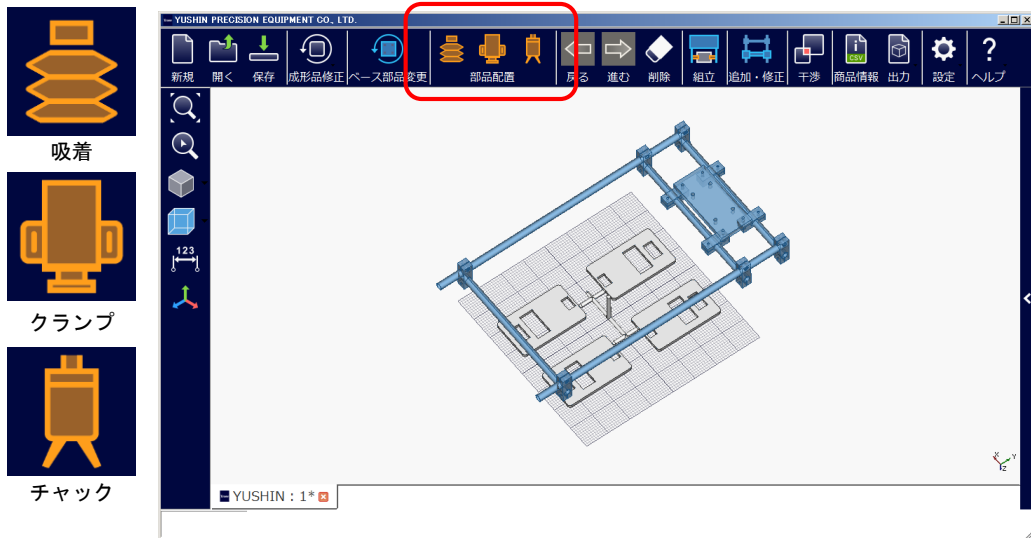 YUSHIN PRECISION EQUIPMENT CO., LTD.
新規 開く 保存 成形品修正 ベース部品変更 部品配置 戻る 進む 削除 組立 追加・修正 干渉 商品情報 出力 設定 ヘルプ
i
CSV
?
吸着
クランプ
チャック
123
X Y
Z
YUSHIN : 1*